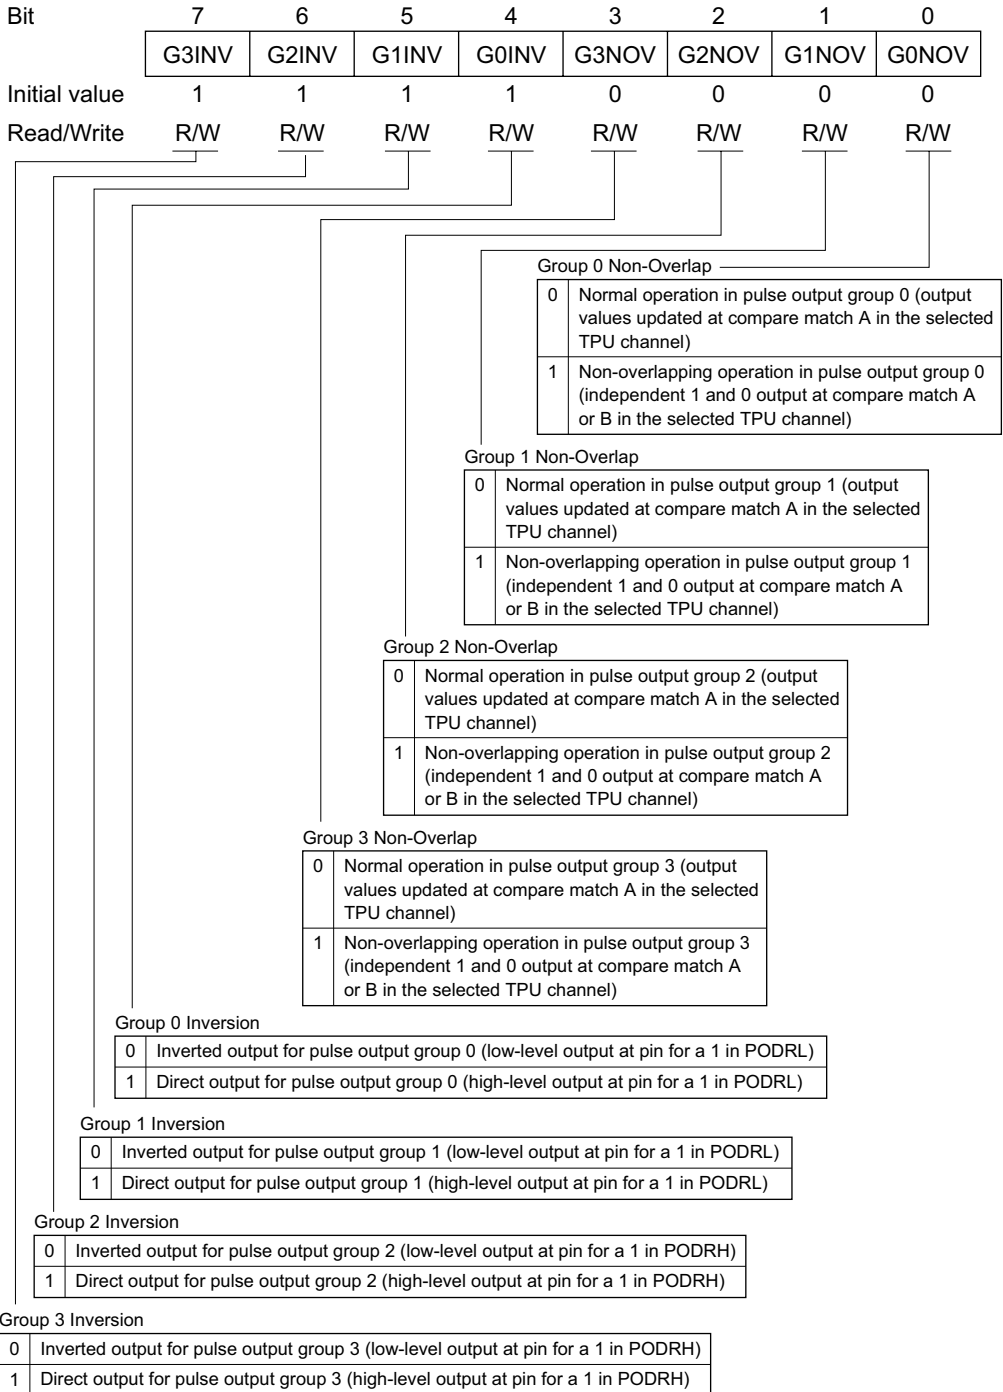 Bit 7 6 5 4 3 2 1 0
G3INV G2INV G1INV G0INV G3NOV G2NOV G1NOV G0NOV
Initial value 1 1 1 1 0 0 0 0
Read/Write R/W R/W R/W R/W R/W R/W R/W R/W
Group 0 Non-Overlap
0 Normal operation in pulse output group 0 (output
values updated at compare match A in the selected
TPU channel)
1 Non-overlapping operation in pulse output group 0
(independent 1 and 0 output at compare match A
or B in the selected TPU channel)
Group 1 Non-Overlap
0 Normal operation in pulse output group 1 (output
values updated at compare match A in the selected
TPU channel)
1 Non-overlapping operation in pulse output group 1
(independent 1 and 0 output at compare match A
or B in the selected TPU channel)
Group 2 Non-Overlap
0 Normal operation in pulse output group 2 (output
values updated at compare match A in the selected
TPU channel)
1 Non-overlapping operation in pulse output group 2
(independent 1 and 0 output at compare match A
or B in the selected TPU channel)
Group 3 Non-Overlap
0 Normal operation in pulse output group 3 (output
values updated at compare match A in the selected
TPU channel)
1 Non-overlapping operation in pulse output group 3
(independent 1 and 0 output at compare match A
or B in the selected TPU channel)
Group 0 Inversion
0 Inverted output for pulse output group 0 (low-level output at pin for a 1 in PODRL)
1 Direct output for pulse output group 0 (high-level output at pin for a 1 in PODRL)
Group 1 Inversion
0 Inverted output for pulse output group 1 (low-level output at pin for a 1 in PODRL)
1 Direct output for pulse output group 1 (high-level output at pin for a 1 in PODRL)
Group 2 Inversion
0 Inverted output for pulse output group 2 (low-level output at pin for a 1 in PODRH)
1 Direct output for pulse output group 2 (high-level output at pin for a 1 in PODRH)
Group 3 Inversion
0 Inverted output for pulse output group 3 (low-level output at pin for a 1 in PODRH)
1 Direct output for pulse output group 3 (high-level output at pin for a 1 in PODRH)